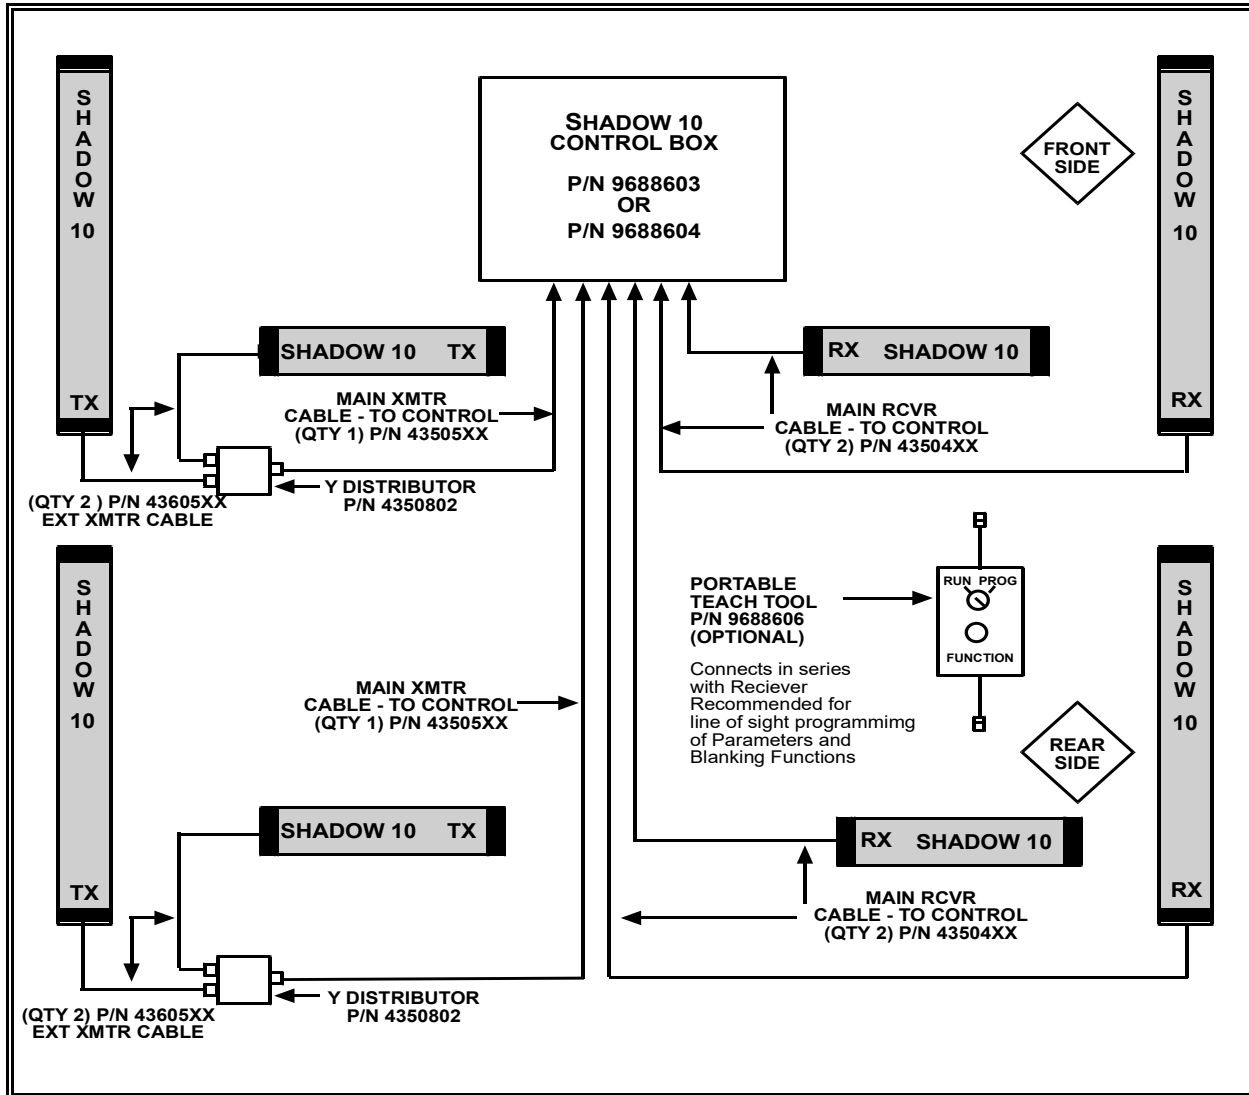 SHADOW 10
TX
SHADOW 10
CONTROL BOX
P/N 9688603
OR
P/N 9688604
FRONT
SIDE
SHADOW 10
RX
SHADOW 10 TX
RX SHADOW 10
MAIN XMTR
CABLE - TO CONTROL
(QTY 1) P/N 43505XX
MAIN RCVR
CABLE - TO CONTROL
(QTY 2) P/N 43504XX
Y DISTRIBUTOR
P/N 4350802
(QTY 2 ) P/N 43605XX
EXT XMTR CABLE
SHADOW 10
TX
PORTABLE
TEACH TOOL
P/N 9688606
(OPTIONAL)
Connects in series
with Reciever
Recommended for
line of sight programmimg
of Parameters and
Blanking Functions
RUN PROG
FUNCTION
REAR
SIDE
SHADOW 10
RX
MAIN XMTR
CABLE - TO CONTROL
(QTY 1) P/N 43505XX
SHADOW 10 TX
RX SHADOW 10
MAIN RCVR
CABLE - TO CONTROL
(QTY 2) P/N 43504XX
Y DISTRIBUTOR
P/N 4350802
(QTY 2) P/N 43605XX
EXT XMTR CABLE